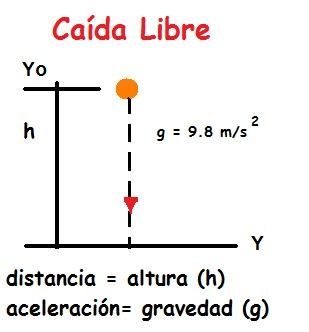 Caída Libre
Yo
h
g = 9.8 m/s²
Y
distancia = altura (h)
aceleración= gravedad (g)